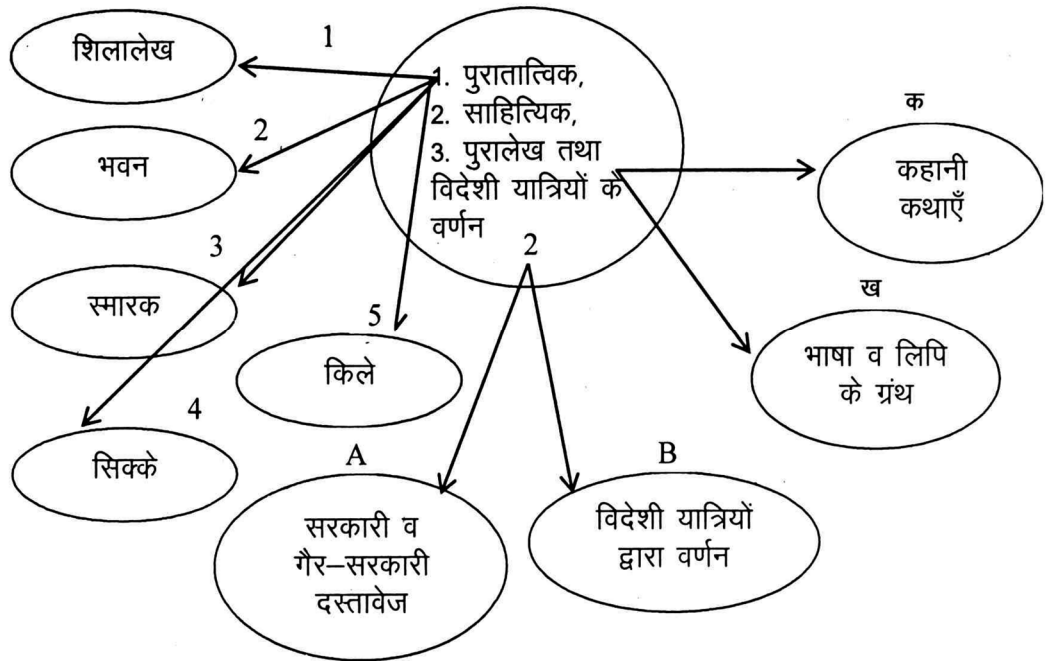 1
शिलालेख
2
भवन
3
स्मारक
4
सिक्के
5
किले
1. पुरातात्विक,
2. साहित्यिक,
3. पुरालेख तथा
विदेशी यात्रियों के
वर्णन
2
क
कहानी
कथाएँ
ख
भाषा व लिपि
के ग्रंथ
A
सरकारी व
गैर–सरकारी
दस्तावेज
B
विदेशी यात्रियों
द्वारा वर्णन